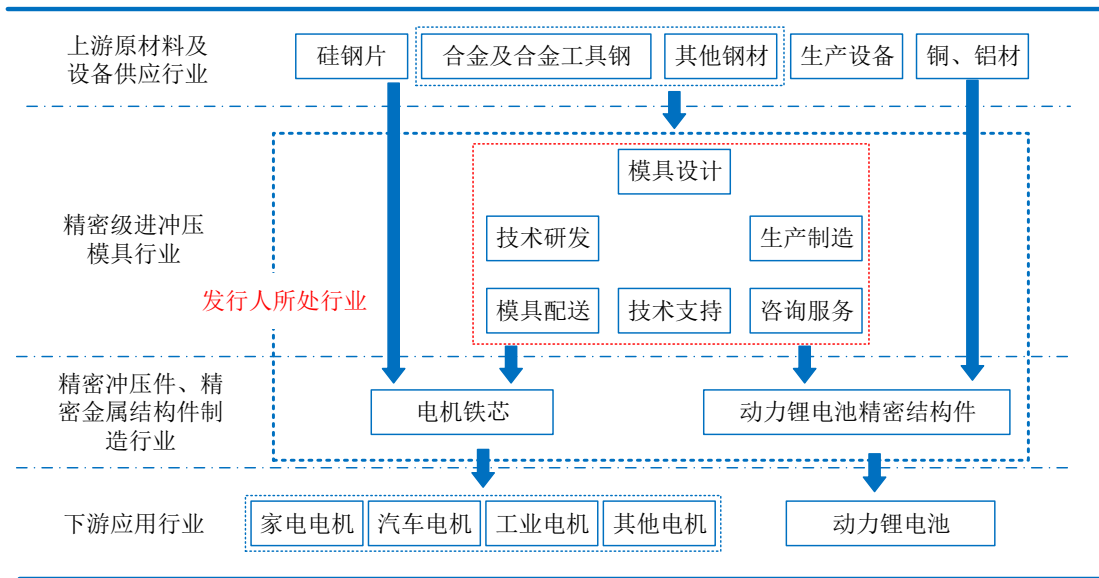 上游原材料及
设备供应行业
硅钢片
合金及合金工具钢
其他钢材
生产设备
铜、铝材
精密级进冲压
模具行业
发行人所处行业
模具设计
技术研发
生产制造
模具配送
技术支持
咨询服务
精密冲压件、精
密金属结构件制
造行业
电机铁芯
动力锂电池精密结构件
下游应用行业
家电电机
汽车电机
工业电机
其他电机
动力锂电池